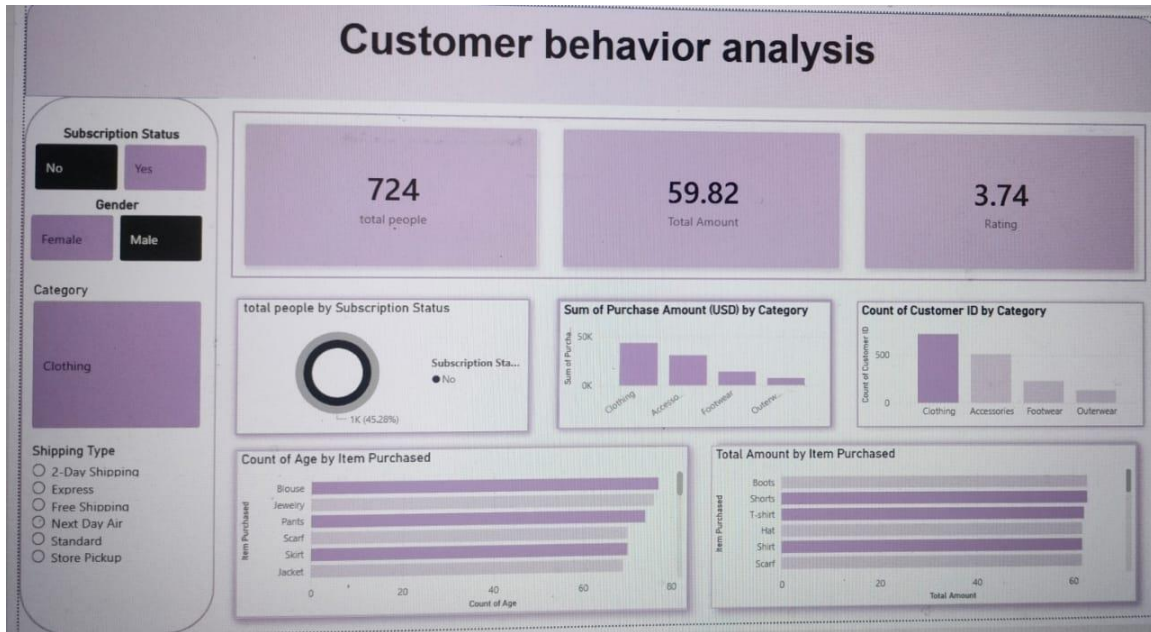 Customer behavior analysis
Subscription Status
No
Yes
Gender
Female
Male
Category
Clothing
Shipping Type
2-Day Shipping
Express
Free Shipping
Next Day Air
Standard
Store Pickup
724
total people
59.82
Total Amount
3.74
Rating
total people by Subscription Status
Subscription Sta...
No
1K (45.28%)
Sum of Purchase Amount (USD) by Category
Sum of Purcha...
50K
0K
Clothing
Accesso...
Footwear
Outerw...
Count of Customer ID by Category
Count of Customer ID
500
0
Clothing
Accessories
Footwear
Outerwear
Count of Age by Item Purchased
Item Purchased
Blouse
Jewelry
Pants
Scarf
Skirt
Jacket
0
20
40
60
80
Count of Age
Total Amount by Item Purchased
Item Purchased
Boots
Shorts
T-shirt
Hat
Shirt
Scarf
0
20
40
60
Total Amount